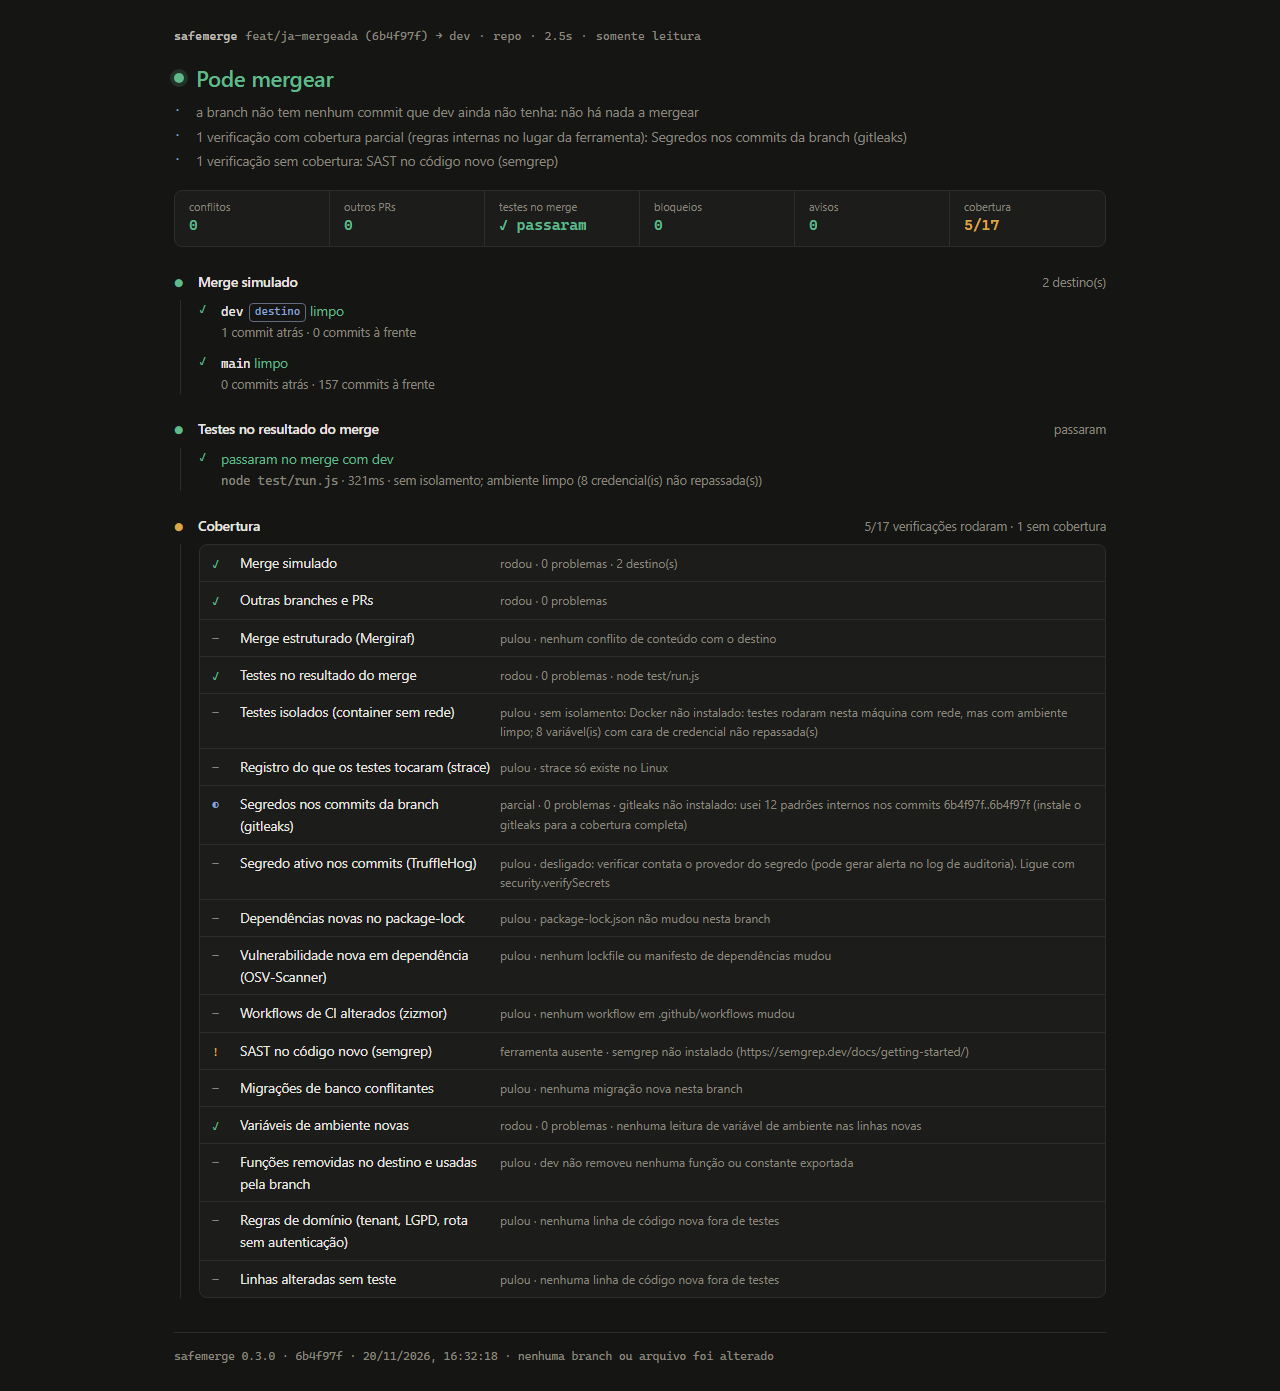 safemerge feat/ja-mergeada (6b4f97f) → dev · repo · 2.5s · somente leitura
Pode mergear
· a branch não tem nenhum commit que dev ainda não tenha: não há nada a mergear
· 1 verificação com cobertura parcial (regras internas no lugar da ferramenta): Segredos nos commits da branch (gitleaks)
· 1 verificação sem cobertura: SAST no código novo (semgrep)
conflitos outros PRs testes no merge bloqueios avisos cobertura
0 0 ✓ passaram 0 0 5/17
Merge simulado 2 destino(s)
✓ dev destino limpo
1 commit atrás · 0 commits à frente
✓ main limpo
0 commits atrás · 157 commits à frente
Testes no resultado do merge passaram
✓ passaram no merge com dev
node test/run.js · 321ms · sem isolamento; ambiente limpo (8 credencial(is) não repassada(s))
Cobertura 5/17 verificações rodaram · 1 sem cobertura
✓ Merge simulado rodou · 0 problemas · 2 destino(s)
✓ Outras branches e PRs rodou · 0 problemas
– Merge estruturado (Mergiraf) pulou · nenhum conflito de conteúdo com o destino
✓ Testes no resultado do merge rodou · 0 problemas · node test/run.js
– Testes isolados (container sem rede) pulou · sem isolamento: Docker não instalado: testes rodaram nesta máquina com rede, mas com ambiente
limpo; 8 variável(is) com cara de credencial não repassada(s)
– Registro do que os testes tocaram (strace) pulou · strace só existe no Linux
◐ Segredos nos commits da branch parcial · 0 problemas · gitleaks não instalado: usei 12 padrões internos nos commits 6b4f97f..6b4f97f (instale o
(gitleaks) gitleaks para a cobertura completa)
– Segredo ativo nos commits (TruffleHog) pulou · desligado: verificar contata o provedor do segredo (pode gerar alerta no log de auditoria). Ligue com
security.verifySecrets
– Dependências novas no package-lock pulou · package-lock.json não mudou nesta branch
– Vulnerabilidade nova em dependência pulou · nenhum lockfile ou manifesto de dependências mudou
(OSV-Scanner)
– Workflows de CI alterados (zizmor) pulou · nenhum workflow em .github/workflows mudou
! SAST no código novo (semgrep) ferramenta ausente · semgrep não instalado (https://semgrep.dev/docs/getting-started/)
– Migrações de banco conflitantes pulou · nenhuma migração nova nesta branch
✓ Variáveis de ambiente novas rodou · 0 problemas · nenhuma leitura de variável de ambiente nas linhas novas
– Funções removidas no destino e usadas pulou · dev não removeu nenhuma função ou constante exportada
pela branch
– Regras de domínio (tenant, LGPD, rota pulou · nenhuma linha de código nova fora de testes
sem autenticação)
– Linhas alteradas sem teste pulou · nenhuma linha de código nova fora de testes
safemerge 0.3.0 · 6b4f97f · 20/11/2026, 16:32:18 · nenhuma branch ou arquivo foi alterado